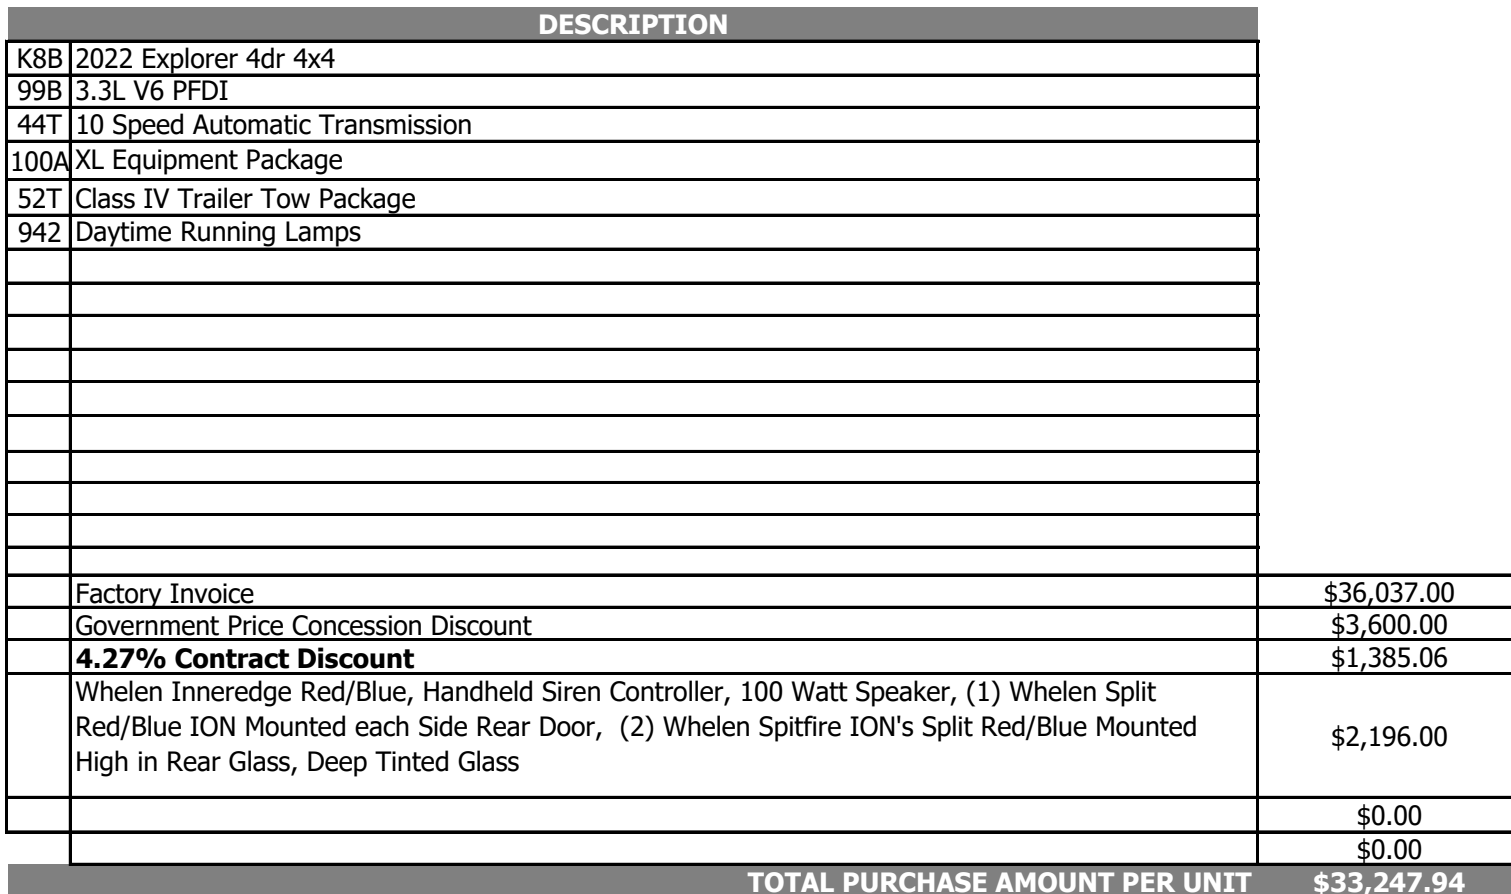 DESCRIPTION
K8B 2022 Explorer 4dr 4x4
99B 3.3L V6 PFDI
44T 10 Speed Automatic Transmission
100A XL Equipment Package
52T Class IV Trailer Tow Package
942 Daytime Running Lamps
Factory Invoice $36,037.00
Government Price Concession Discount $3,600.00
4.27% Contract Discount $1,385.06
Whelen Inneredge Red/Blue, Handheld Siren Controller, 100 Watt Speaker, (1) Whelen Split
Red/Blue ION Mounted each Side Rear Door, (2) Whelen Spitfire ION's Split Red/Blue Mounted
High in Rear Glass, Deep Tinted Glass
$2,196.00
$0.00
$0.00
TOTAL PURCHASE AMOUNT PER UNIT $33,247.94